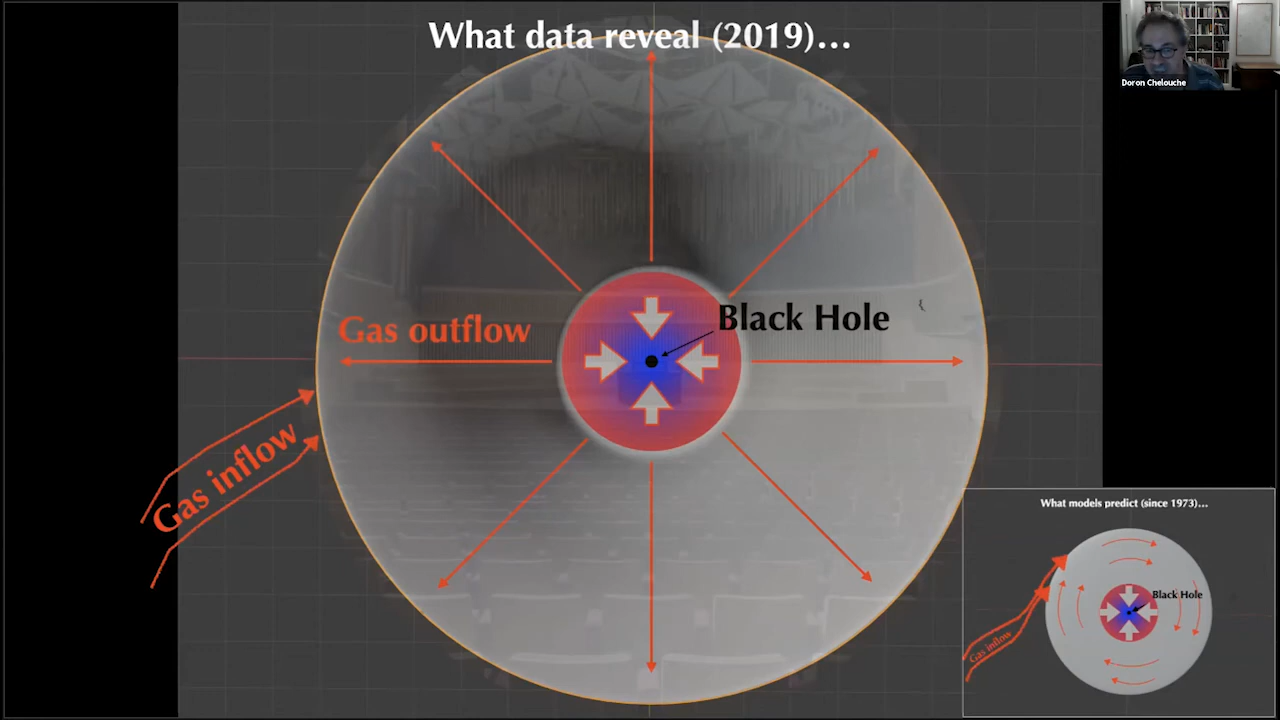 What data reveal (2019)...
Doron Chelouche
Black Hole
Gas outflow
Gas inflow
What models predict (since 1973)...
Black Hole
Gas inflow